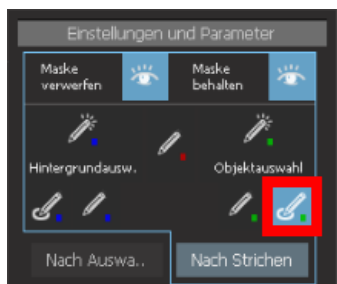 Einstellungen und Parameter
Maske verwerfen
Maske behalten
Hintergrundausw.
Objektauswahl
Nach Auswa..
Nach Strichen